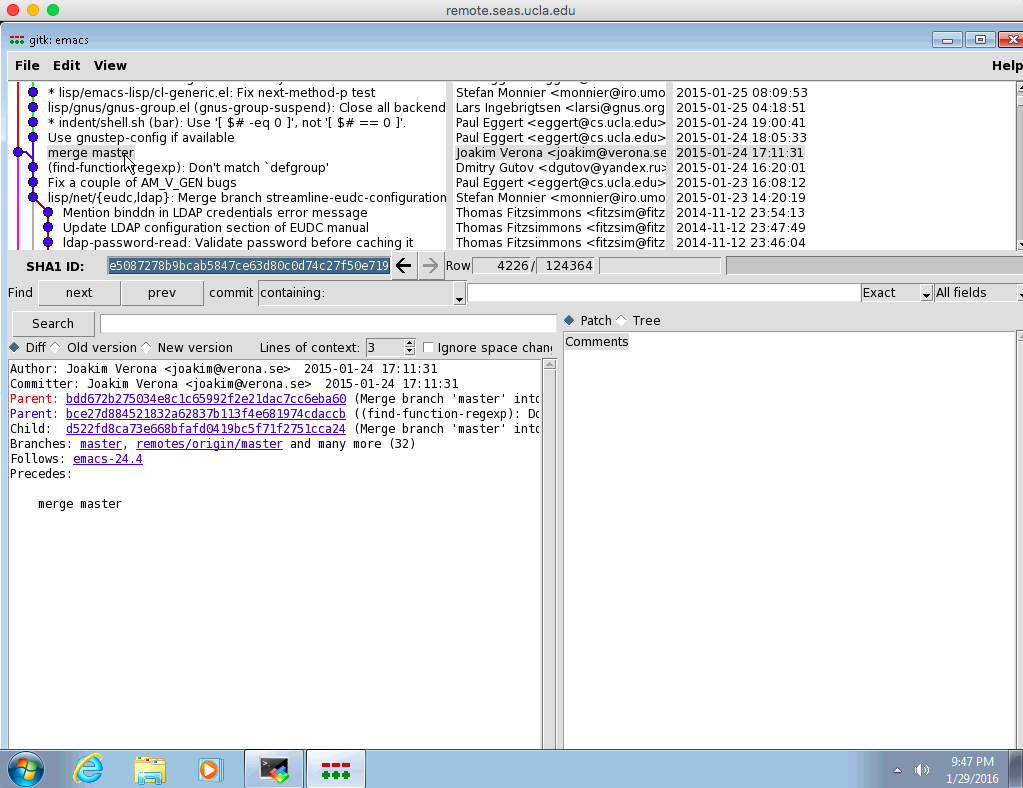 remote.seas.ucla.edu
gitk: emacs
File Edit View Help
* lisp/emacs-lisp/cl-generic.el: Fix next-method-p test Stefan Monnier <monnier@iro.umo 2015-01-25 08:09:53
lisp/gnus/gnus-group.el (gnus-group-suspend): Close all backend Lars Ingebrigtsen <larsi@gnus.org 2015-01-25 04:18:51
* indent/shell.sh (bar): Use '[ $# -eq 0 ]', not '[ $# == 0 ]'. Paul Eggert <eggert@cs.ucla.edu> 2015-01-24 19:00:41
Use gnustep-config if available Paul Eggert <eggert@cs.ucla.edu> 2015-01-24 18:05:33
merge master Joakim Verona <joakim@verona.se 2015-01-24 17:11:31
(find-function-regexp): Don't match `defgroup' Dmitry Gutov <dgutov@yandex.ru> 2015-01-24 16:20:01
Fix a couple of AM_V_GEN bugs Paul Eggert <eggert@cs.ucla.edu> 2015-01-23 16:08:12
lisp/net/{eudc,ldap}: Merge branch streamline-eudc-configuration Stefan Monnier <monnier@iro.umo 2015-01-23 14:20:19
Mention binddn in LDAP credentials error message Thomas Fitzsimmons <fitzsim@fitz 2014-11-12 23:54:13
Update LDAP configuration section of EUDC manual Thomas Fitzsimmons <fitzsim@fitz 2014-11-12 23:47:49
ldap-password-read: Validate password before caching it Thomas Fitzsimmons <fitzsim@fitz 2014-11-12 23:46:04
SHA1 ID: e5087278b9bcab5847ce63d80c0d74c27f50e719 Row 4226 / 124364
Find next prev commit containing: Exact All fields
Search
Patch Tree
Diff Old version New version Lines of context: 3 Ignore space chan
Comments
Author: Joakim Verona <joakim@verona.se> 2015-01-24 17:11:31
Committer: Joakim Verona <joakim@verona.se> 2015-01-24 17:11:31
Parent: bdd672b275034e8c1c65992f2e21dac7cc6eba60 (Merge branch 'master' into
Parent: bce27d884521832a62837b113f4e681974cdaccb ((find-function-regexp): Do
Child: d522fd8ca73e668bfafd0419bc5f71f2751cca24 (Merge branch 'master' into
Branches: master, remotes/origin/master and many more (32)
Follows: emacs-24.4
Precedes:
merge master
9:47 PM
1/29/2016